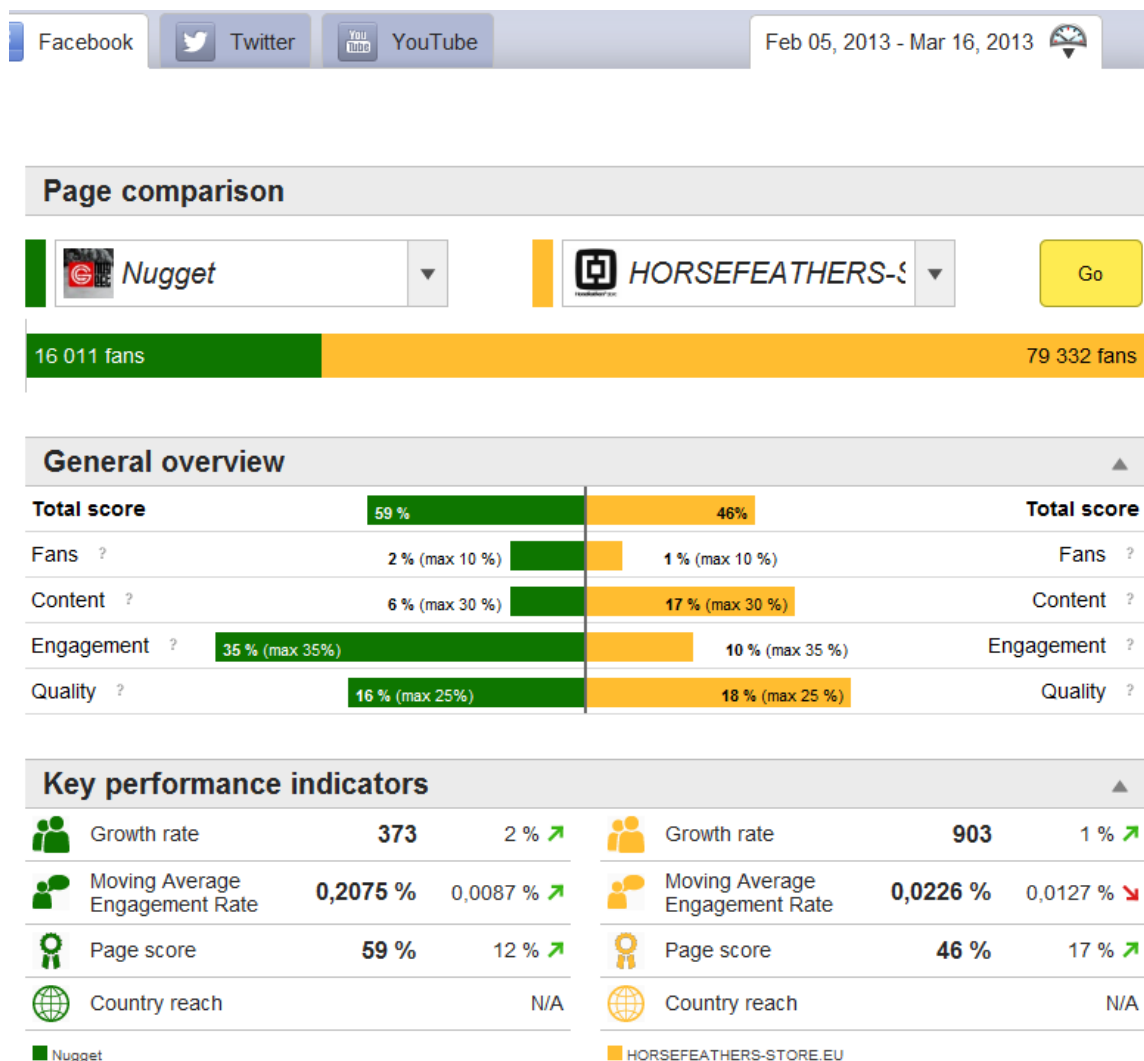 Facebook Twitter YouTube Feb 05, 2013 - Mar 16, 2013
Page comparison
Nugget HORSEFEATHERS-S Go
16 011 fans 79 332 fans
General overview
Total score 59 % 46% Total score
Fans ? 2 % (max 10 %) 1 % (max 10 %) Fans ?
Content ? 6 % (max 30 %) 17 % (max 30 %) Content ?
Engagement ? 35 % (max 35%) 10 % (max 35 %) Engagement ?
Quality ? 16 % (max 25%) 18 % (max 25 %) Quality ?
Key performance indicators
Growth rate 373 2 % Growth rate 903 1 %
Moving Average Engagement Rate 0,2075 % 0,0087 % Moving Average Engagement Rate 0,0226 % 0,0127 %
Page score 59 % 12 % Page score 46 % 17 %
Country reach N/A Country reach N/A
Nugget HORSEFEATHERS-STORE.EU